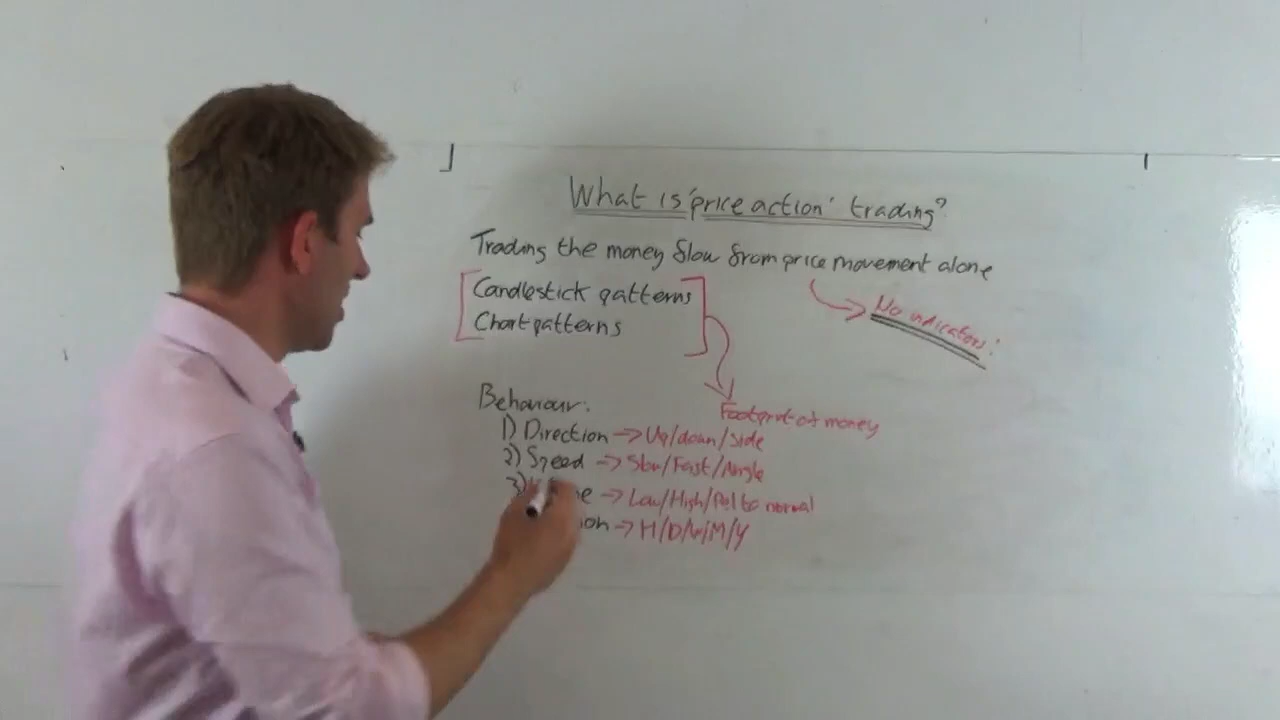 What is 'price action' trading?
Trading the money flow from price movement alone
Candlestick patterns
Chart patterns
No indicators!
Behaviour:
Footprint of money
1) Direction → Up/down/side
2) Speed → Slow/Fast/Angle
3) → Low/High/Rel to normal
→ H/D/W/M/Y